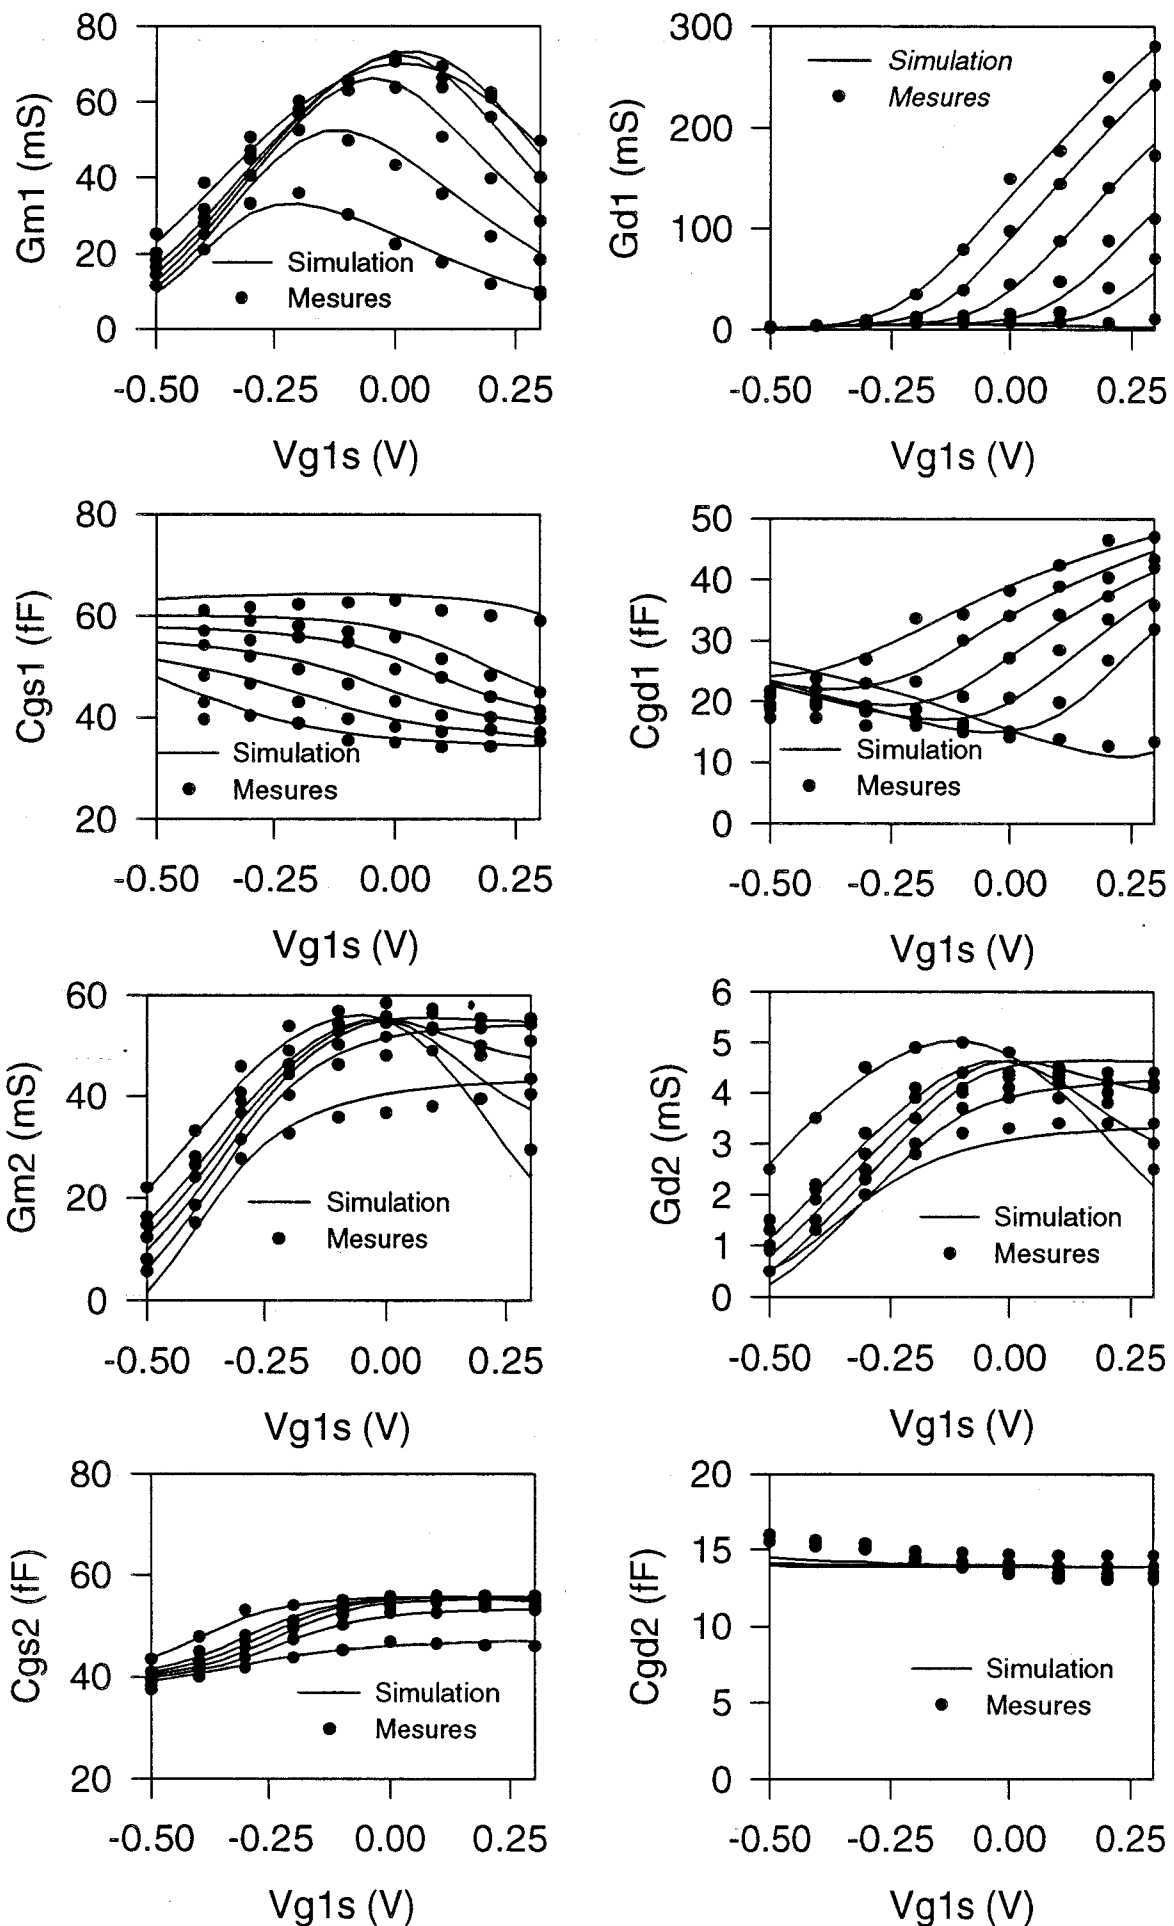 Gm1 (mS)
80
60
40
20
0
Simulation
Mesures
-0.50 -0.25 0.00 0.25
Vg1s (V)
Gd1 (mS)
300
200
100
0
Simulation
Mesures
-0.50 -0.25 0.00 0.25
Vg1s (V)
Cgs1 (fF)
80
60
40
20
Simulation
Mesures
-0.50 -0.25 0.00 0.25
Vg1s (V)
Cgd1 (fF)
50
40
30
20
10
0
Simulation
Mesures
-0.50 -0.25 0.00 0.25
Vg1s (V)
Gm2 (mS)
60
40
20
0
Simulation
Mesures
-0.50 -0.25 0.00 0.25
Vg1s (V)
Gd2 (mS)
6
5
4
3
2
1
0
Simulation
Mesures
-0.50 -0.25 0.00 0.25
Vg1s (V)
Cgs2 (fF)
80
60
40
20
Simulation
Mesures
-0.50 -0.25 0.00 0.25
Vg1s (V)
Cgd2 (fF)
20
15
10
5
0
Simulation
Mesures
-0.50 -0.25 0.00 0.25
Vg1s (V)